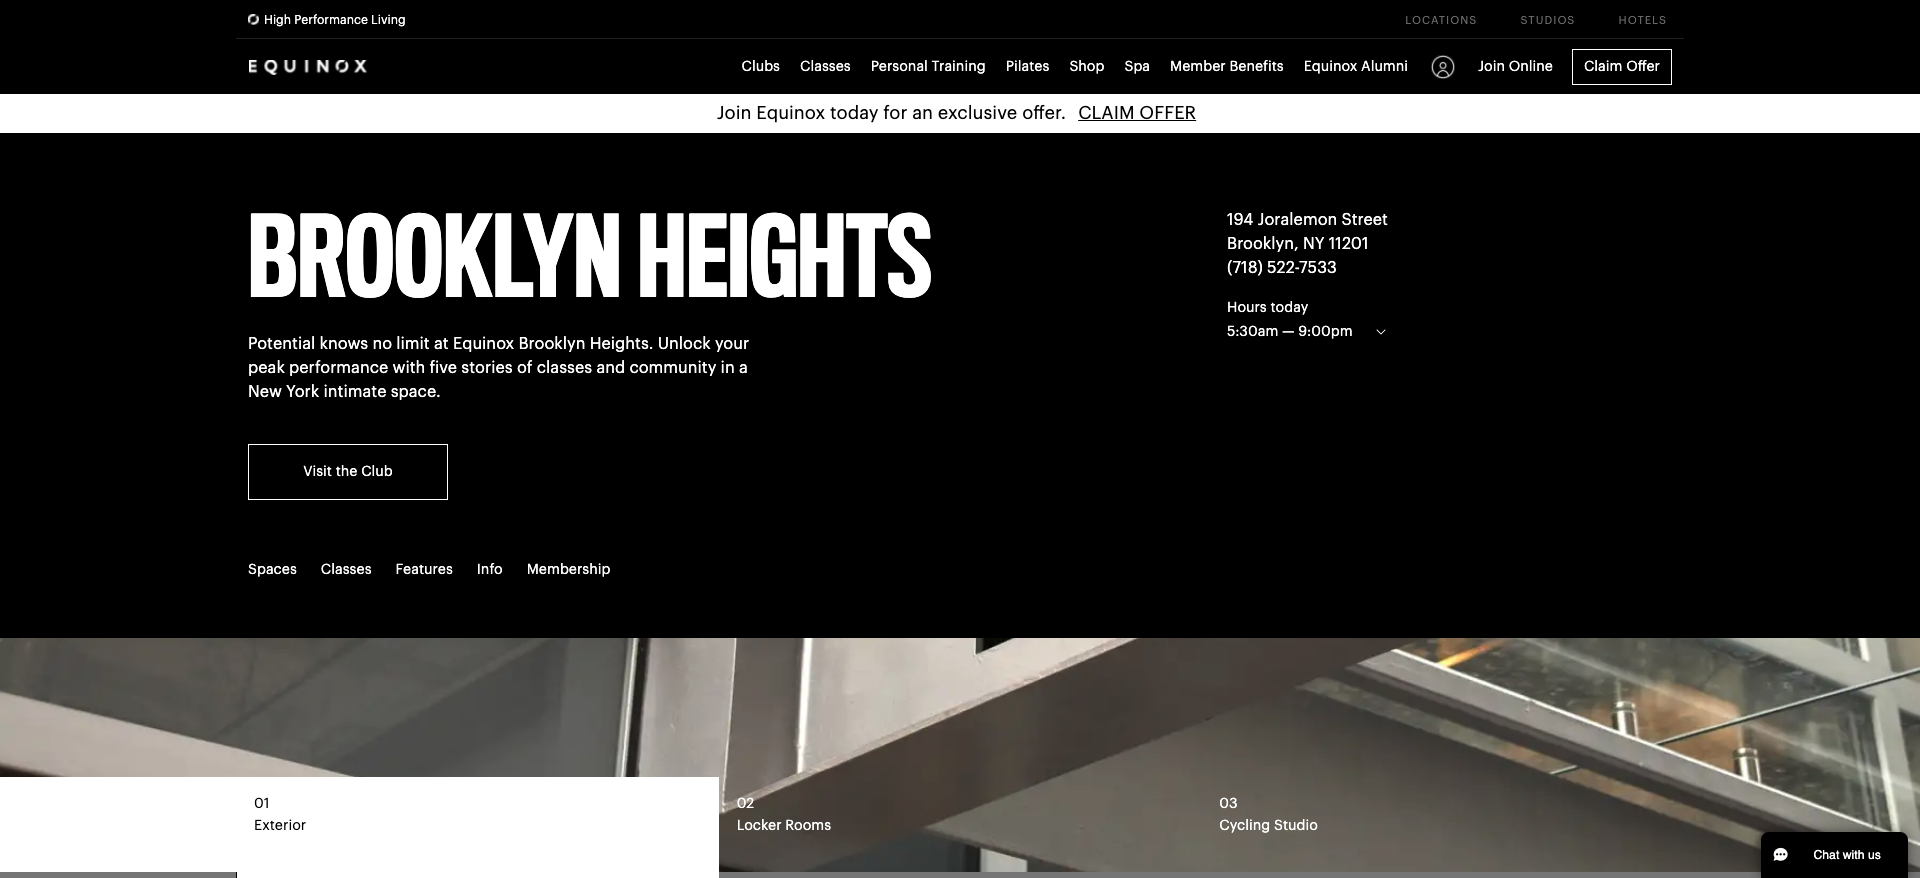 High Performance Living
LOCATIONS STUDIOS HOTELS
EQUINOX
Clubs Classes Personal Training Pilates Shop Spa Member Benefits Equinox Alumni Join Online Claim Offer
Join Equinox today for an exclusive offer. CLAIM OFFER
BROOKLYN HEIGHTS
Potential knows no limit at Equinox Brooklyn Heights. Unlock your
peak performance with five stories of classes and community in a
New York intimate space.
Visit the Club
194 Joralemon Street
Brooklyn, NY 11201
(718) 522-7533
Hours today
5:30am — 9:00pm
Spaces Classes Features Info Membership
01
Exterior
02
Locker Rooms
03
Cycling Studio
Chat with us